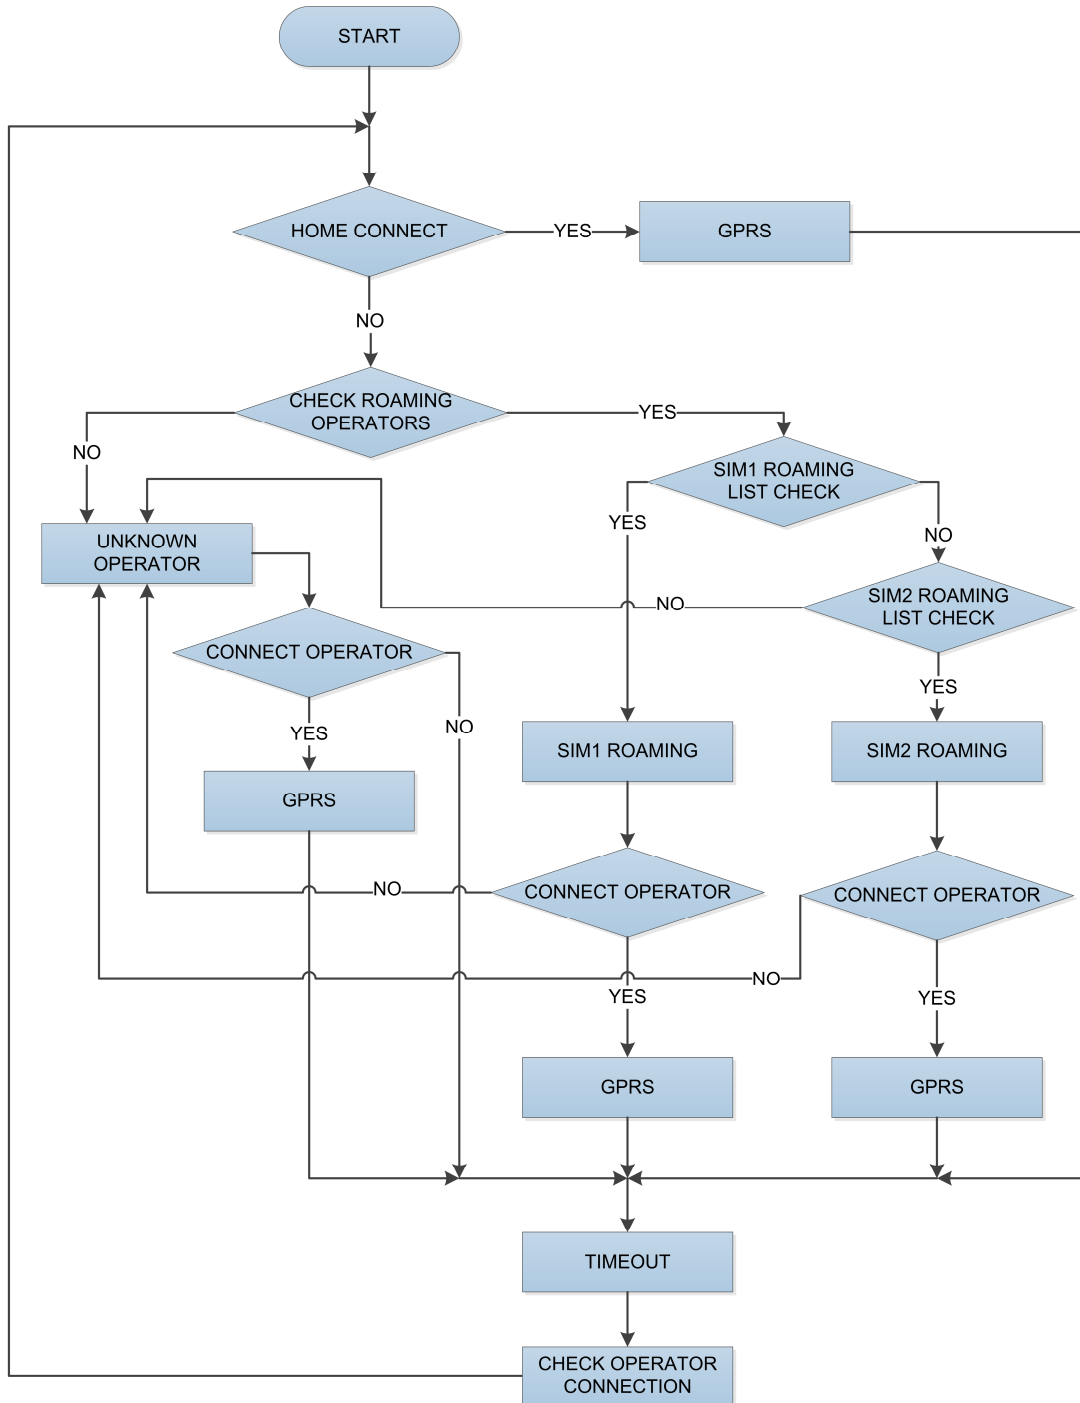 START
HOME CONNECT
YES
GPRS
NO
CHECK ROAMING
OPERATORS
YES
NO
SIM1 ROAMING
LIST CHECK
YES
NO
UNKNOWN
OPERATOR
SIM2 ROAMING
LIST CHECK
NO
CONNECT OPERATOR
YES
NO
YES
SIM1 ROAMING
SIM2 ROAMING
GPRS
NO
CONNECT OPERATOR
CONNECT OPERATOR
NO
YES
YES
GPRS
GPRS
TIMEOUT
CHECK OPERATOR
CONNECTION